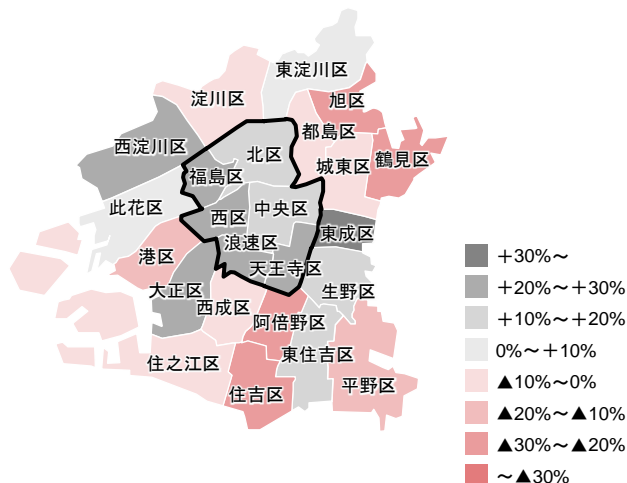 東淀川区
淀川区
旭区
都島区
西淀川区
北区
城東区
鶴見区
福島区
此花区
西区
中央区
東成区
浪速区
港区
天王寺区
大正区
生野区
西成区
阿倍野区
東住吉区
住之江区
平野区
住吉区
+30%～
+20%～+30%
+10%～+20%
0%～+10%
▲10%～0%
▲20%～▲10%
▲30%～▲20%
～▲30%